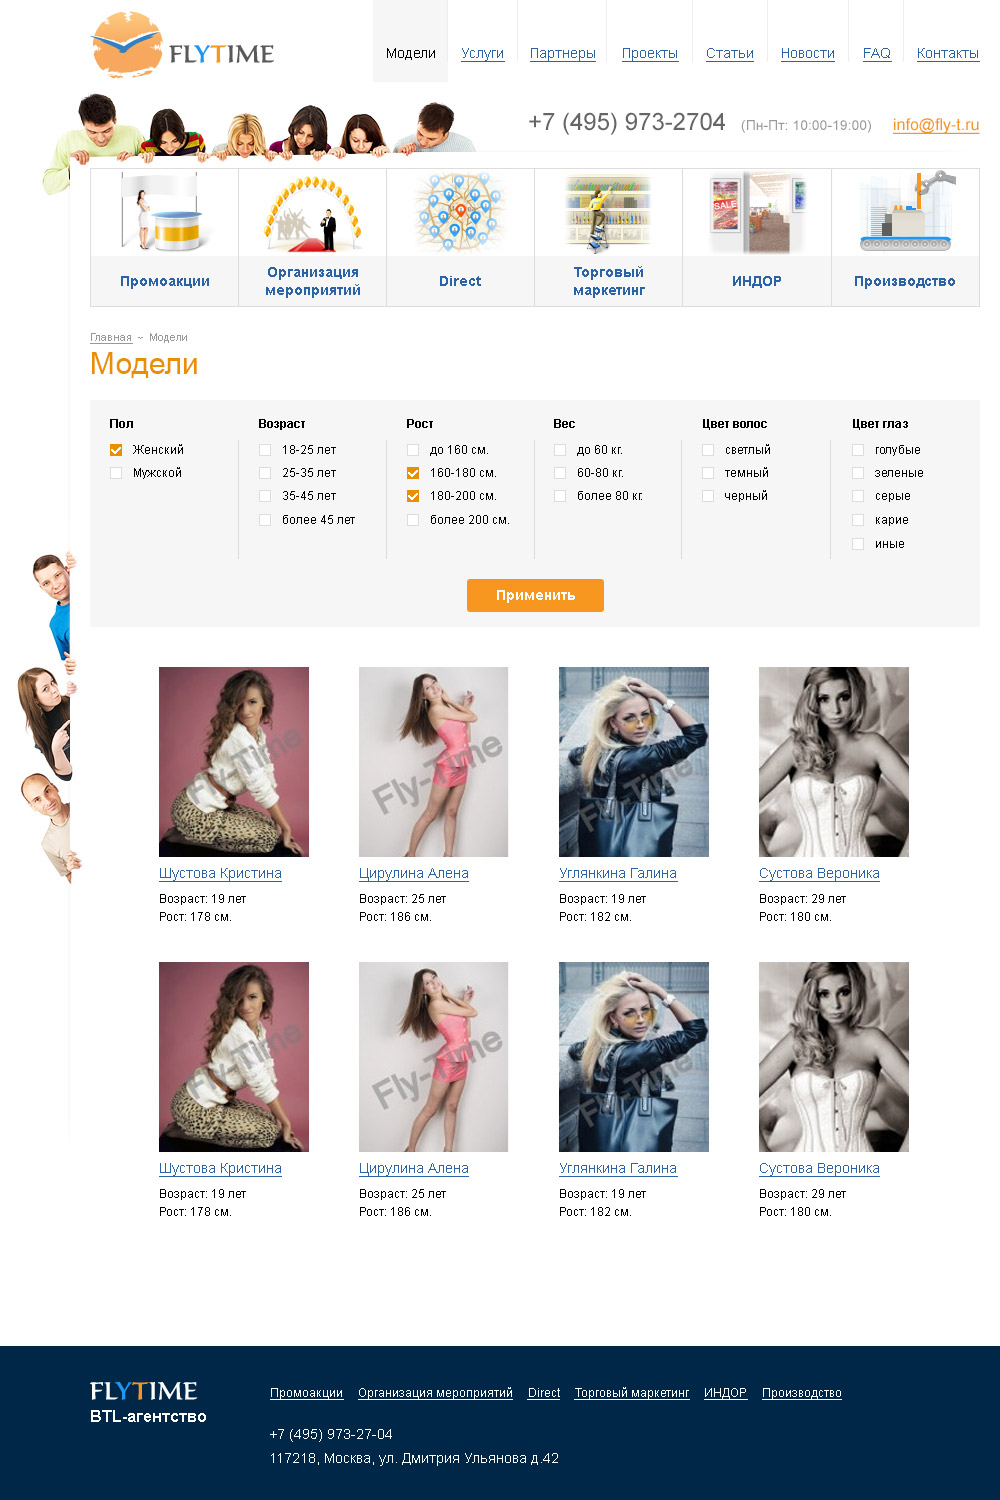 FLYTIME
Модели Услуги Партнеры Проекты Статьи Новости FAQ Контакты
+7 (495) 973-2704 (Пн-Пт: 10:00-19:00) info@fly-t.ru
SALE
Промоакции
Организация
мероприятий
Direct
Торговый
маркетинг
ИНДОР
Производство
Главная ~ Модели
Модели
Пол
Женский
Мужской
Возраст
18-25 лет
25-35 лет
35-45 лет
более 45 лет
Рост
до 160 см.
160-180 см.
180-200 см.
более 200 см.
Вес
до 60 кг.
60-80 кг.
более 80 кг.
Цвет волос
светлый
темный
черный
Цвет глаз
голубые
зеленые
серые
карие
иные
Применить
Fly-Time
Fly-Time
Fly-Time
Шустова Кристина
Возраст: 19 лет
Рост: 178 см.
Цирулина Алена
Возраст: 25 лет
Рост: 186 см.
Углянкина Галина
Возраст: 19 лет
Рост: 182 см.
Сустова Вероника
Возраст: 29 лет
Рост: 180 см.
Fly-Time
Fly-Time
Fly-Time
Шустова Кристина
Возраст: 19 лет
Рост: 178 см.
Цирулина Алена
Возраст: 25 лет
Рост: 186 см.
Углянкина Галина
Возраст: 19 лет
Рост: 182 см.
Сустова Вероника
Возраст: 29 лет
Рост: 180 см.
FLYTIME
BTL-агентство
Промоакции Организация мероприятий Direct Торговый маркетинг ИНДОР Производство
+7 (495) 973-27-04
117218, Москва, ул. Дмитрия Ульянова д.42